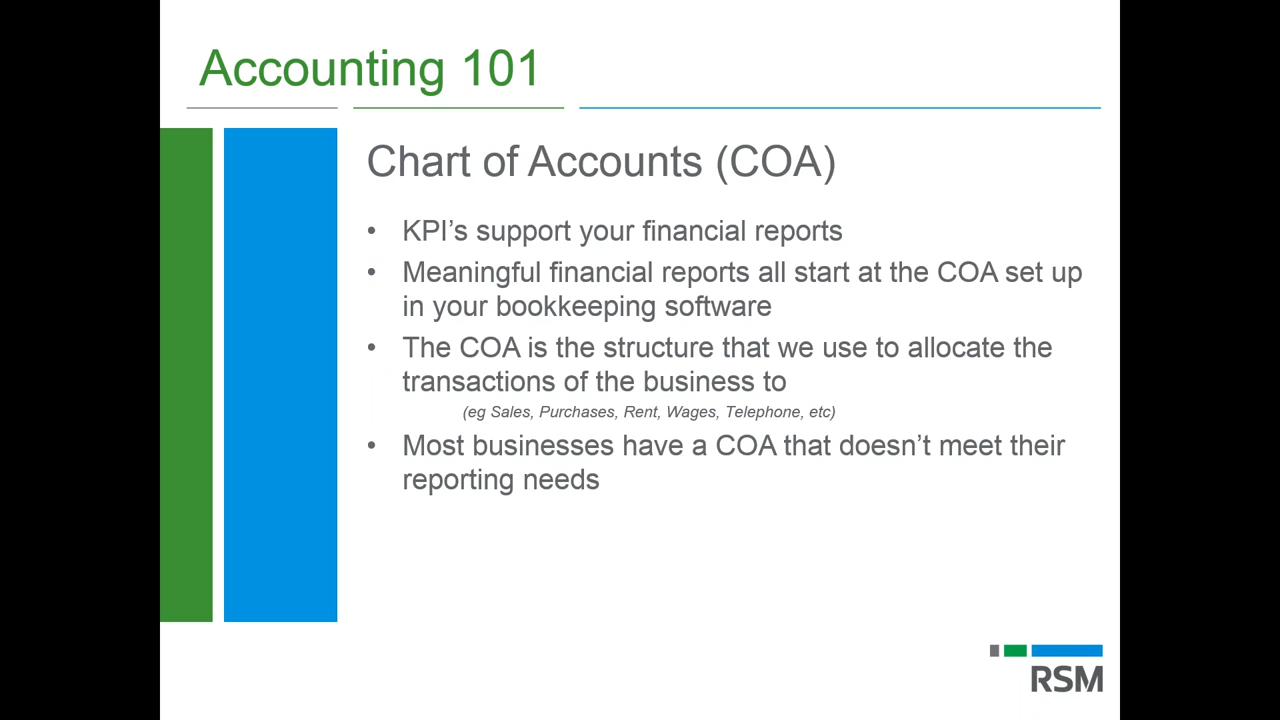 Accounting 101
Chart of Accounts (COA)
• KPI’s support your financial reports
• Meaningful financial reports all start at the COA set up
in your bookkeeping software
• The COA is the structure that we use to allocate the
transactions of the business to
(eg Sales, Purchases, Rent, Wages, Telephone, etc)
• Most businesses have a COA that doesn’t meet their
reporting needs
RSM